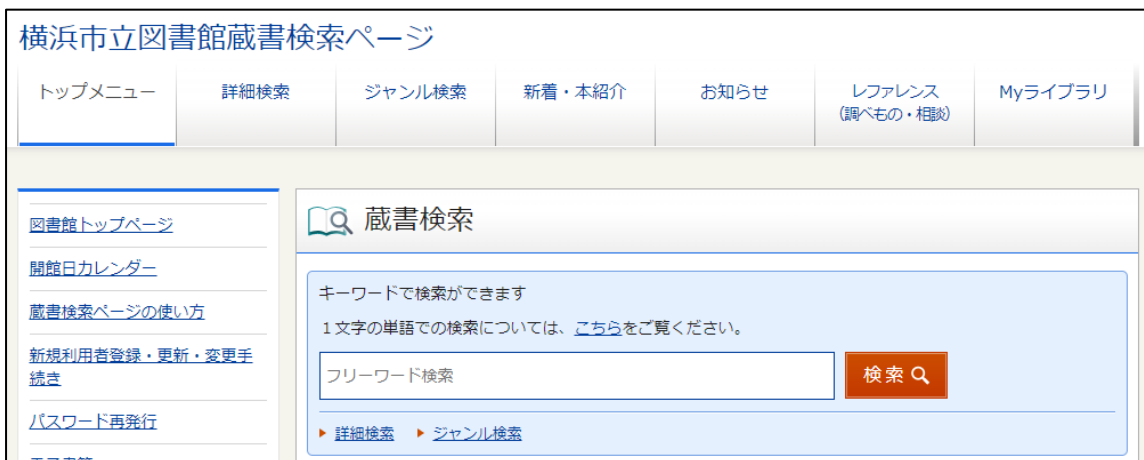 横浜市立図書館蔵書検索ページ
トップメニュー
詳細検索
ジャンル検索
新着・本紹介
お知らせ
レファレンス
(調べもの・相談)
Myライブラリ
図書館トップページ
開館日カレンダー
蔵書検索ページの使い方
新規利用者登録・更新・変更手
続き
パスワード再発行
蔵書検索
キーワードで検索ができます
1文字の単語での検索については、こちらをご覧ください。
フリーワード検索
検索
詳細検索 ジャンル検索